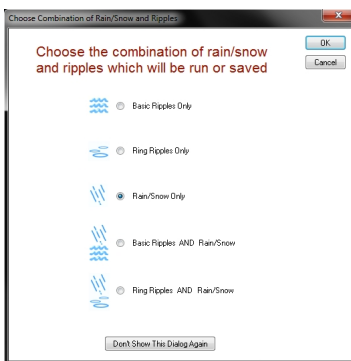 Choose Combination of Rain/Snow and Ripples
Choose the combination of rain/snow
and ripples which will be run or saved
OK
Cancel
Basic Ripples Only
Ring Ripples Only
Rain/Snow Only
Basic Ripples AND Rain/Snow
Ring Ripples AND Rain/Snow
Don't Show This Dialog Again